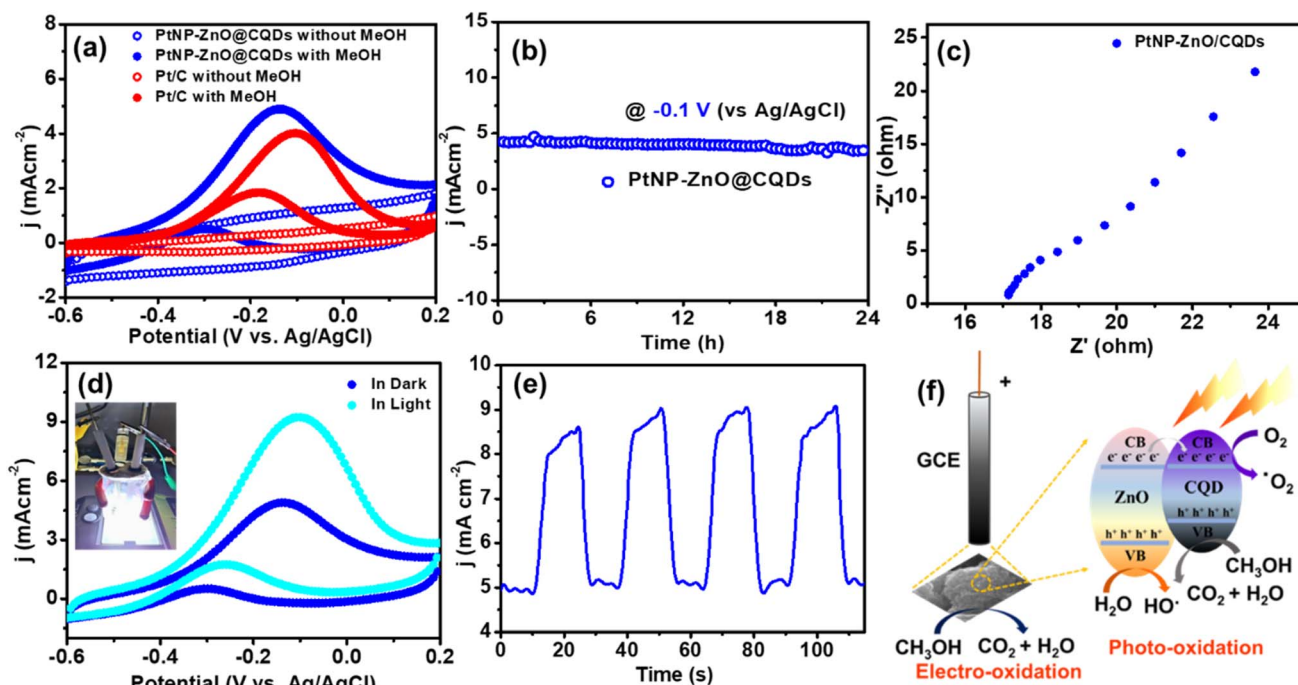 (a)
PtNP-ZnO@CQDs without MeOH
PtNP-ZnO@CQDs with MeOH
Pt/C without MeOH
Pt/C with MeOH
8
6
4
2
0
-2
j (mAcm⁻²)
-0.6 -0.4 -0.2 0.0 0.2
Potential (V vs. Ag/AgCl)
(b)
@ -0.1 V (vs Ag/AgCl)
PtNP-ZnO@CQDs
15
10
5
0
-5
-10
j (mAcm⁻²)
0 6 12 18 24
Time (h)
(c)
PtNP-ZnO/CQDs
25
20
15
10
5
0
-Z'' (ohm)
16 18 20 22 24
Z' (ohm)
(d)
In Dark
In Light
12
9
6
3
0
j (mAcm⁻²)
-0.6 -0.4 -0.2 0.0 0.2
Potential (V vs. Ag/AgCl)
(e)
9
8
7
6
5
4
j (mA cm⁻²)
0 20 40 60 80 100
Time (s)
(f)
+
GCE
CB
e⁻ e⁻ e⁻ e⁻
ZnO
h⁺ h⁺ h⁺ h⁺
VB
CB
e⁻ e⁻ e⁻ e⁻
CQD
h⁺ h⁺ h⁺ h⁺
VB
O₂
·O₂
CH₃OH
CO₂ + H₂O
H₂O HO·
Photo-oxidation
CH₃OH CO₂ + H₂O
Electro-oxidation